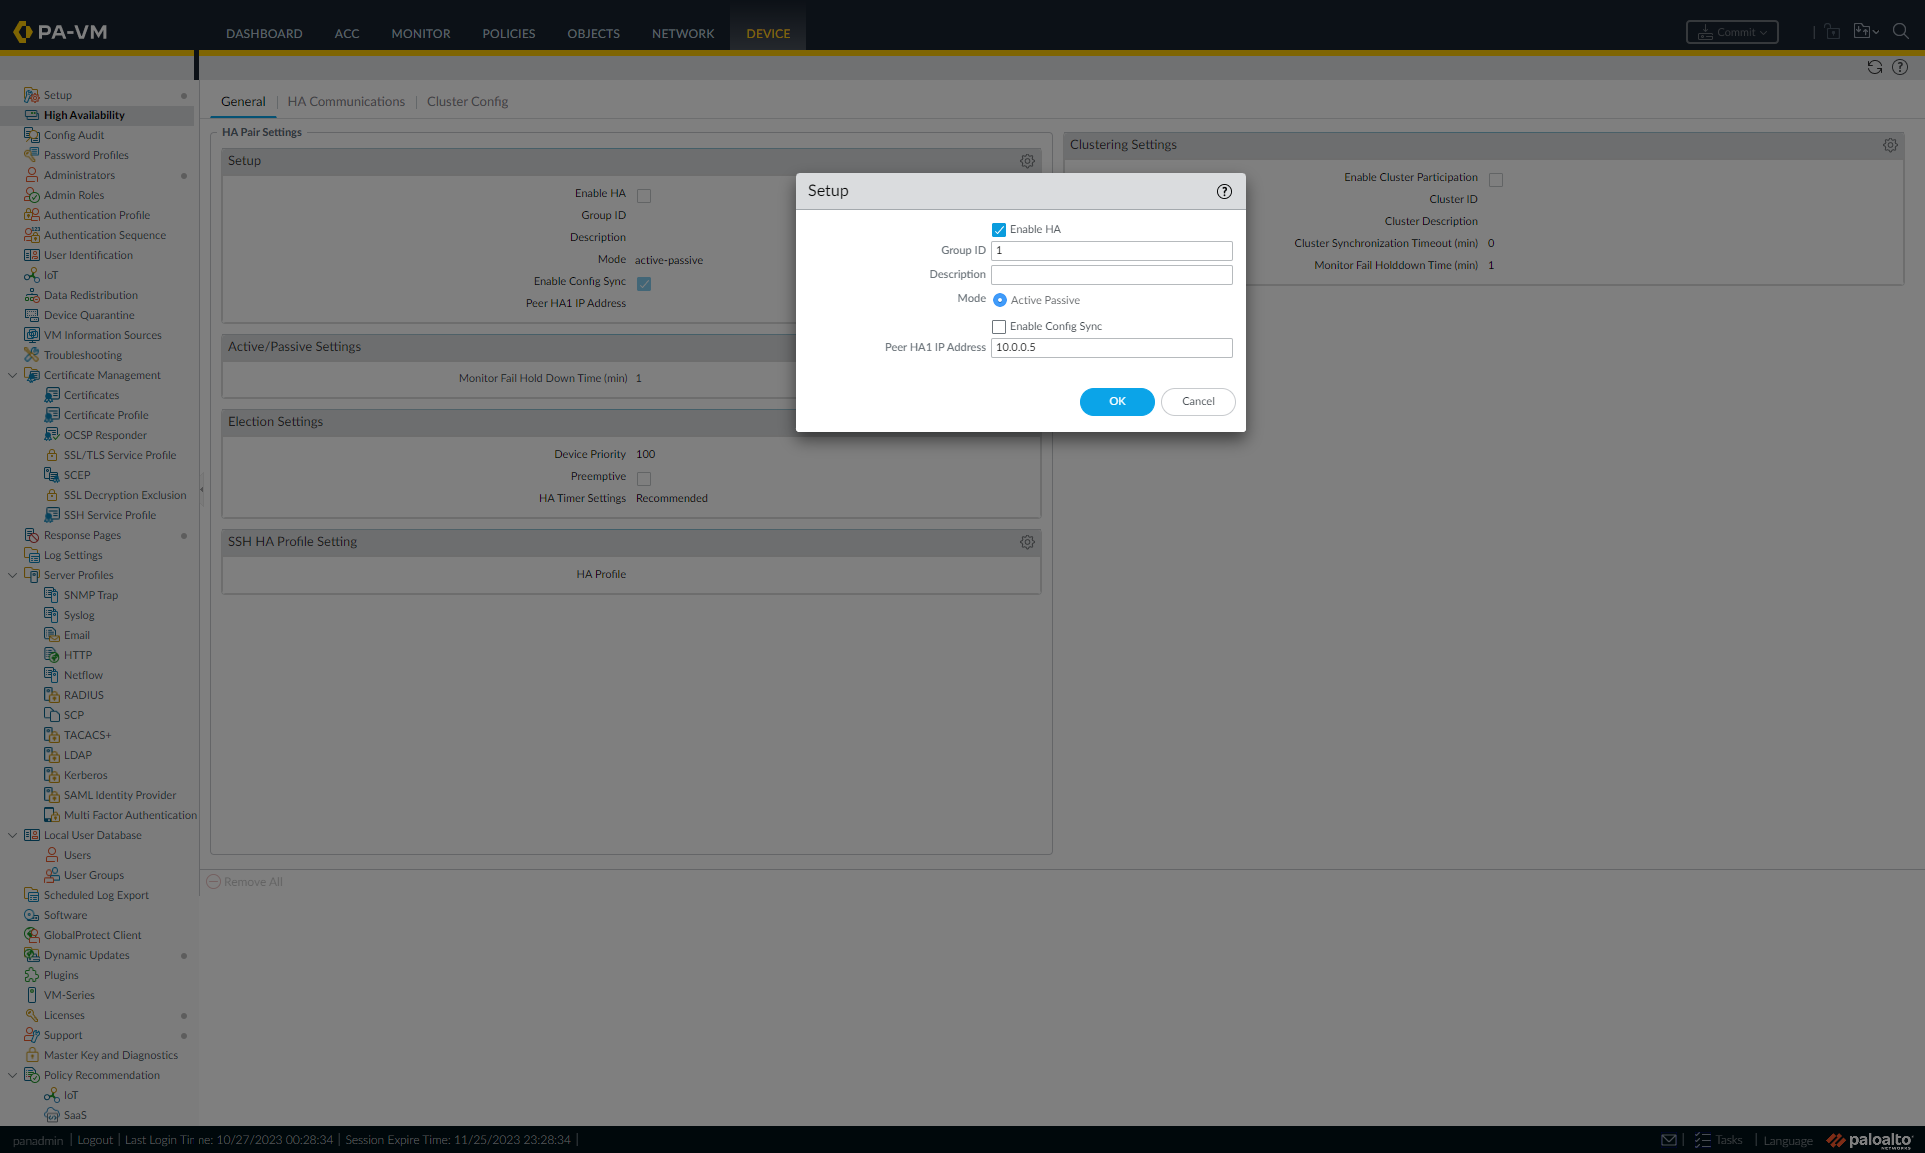 PA-VM
DASHBOARD
ACC
MONITOR
POLICIES
OBJECTS
NETWORK
DEVICE
Commit
Setup
High Availability
Config Audit
Password Profiles
Administrators
Admin Roles
Authentication Profile
Authentication Sequence
User Identification
IoT
Data Redistribution
Device Quarantine
VM Information Sources
Troubleshooting
Certificate Management
Certificates
Certificate Profile
OCSP Responder
SSL/TLS Service Profile
SCEP
SSL Decryption Exclusion
SSH Service Profile
Response Pages
Log Settings
Server Profiles
SNMP Trap
Syslog
Email
HTTP
Netflow
RADIUS
SCP
TACACS+
LDAP
Kerberos
SAML Identity Provider
Multi Factor Authentication
Local User Database
Users
User Groups
Scheduled Log Export
Software
GlobalProtect Client
Dynamic Updates
Plugins
VM-Series
Licenses
Support
Master Key and Diagnostics
Policy Recommendation
IoT
SaaS
General
HA Communications
Cluster Config
HA Pair Settings
Setup
Enable HA
Group ID
Description
Mode active-passive
Enable Config Sync
Peer HA1 IP Address
Active/Passive Settings
Monitor Fail Hold Down Time (min) 1
Election Settings
Device Priority 100
Preemptive
HA Timer Settings Recommended
SSH HA Profile Setting
HA Profile
Remove All
Clustering Settings
Enable Cluster Participation
Cluster ID
Cluster Description
Cluster Synchronization Timeout (min) 0
Monitor Fail Holddown Time (min) 1
Setup
Enable HA
Group ID 1
Description
Mode Active Passive
Enable Config Sync
Peer HA1 IP Address 10.0.0.5
OK
Cancel
panadmin | Logout | Last Login Time: 10/27/2023 00:28:34 | Session Expire Time: 11/25/2023 23:28:34 |
Tasks | Language
paloalto
NETWORKS